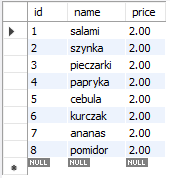 id name price
1 salami 2.00
2 szynka 2.00
3 pieczarki 2.00
4 papryka 2.00
5 cebula 2.00
6 kurczak 2.00
7 ananas 2.00
8 pomidor 2.00
NULL NULL NULL